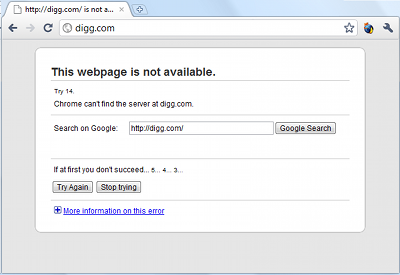 http://digg.com/ is not a...
digg.com
This webpage is not available.
Try 14.
Chrome can't find the server at digg.com.
Search on Google: http://digg.com/ Google Search
If at first you don't succeed... 5... 4... 3...
Try Again Stop trying
More information on this error